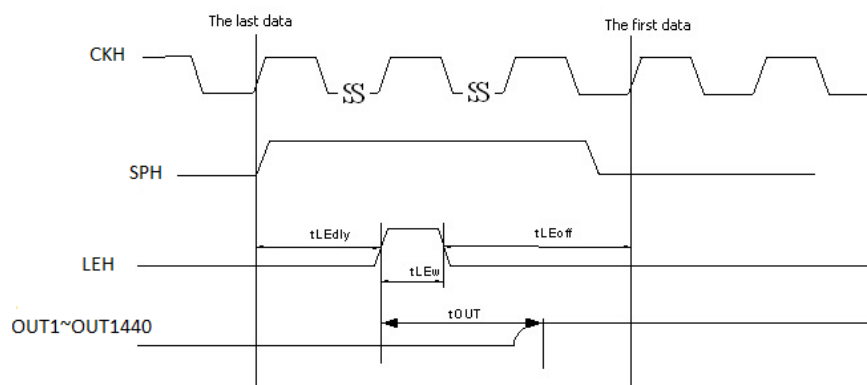 The last data
The first data
CKH
SS
SS
SPH
tLEdly
tLEoff
LEH
tLEw
tOUT
OUT1~OUT1440